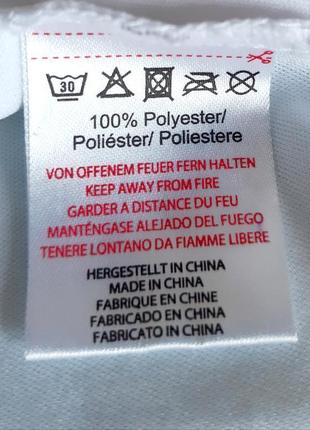 30
100% Polyester/
Poliéster/ Poliestere
VON OFFENEM FEUER FERN HALTEN
KEEP AWAY FROM FIRE
GARDER A DISTANCE DU FEU
MANTÉNGASE ALEJADO DEL FUEGO
TENERE LONTANO DA FIAMME LIBERE
HERGESTELLT IN CHINA
MADE IN CHINA
FABRIQUE EN CHINE
FABRICADO EN CHINA
FABRICATO IN CHINA